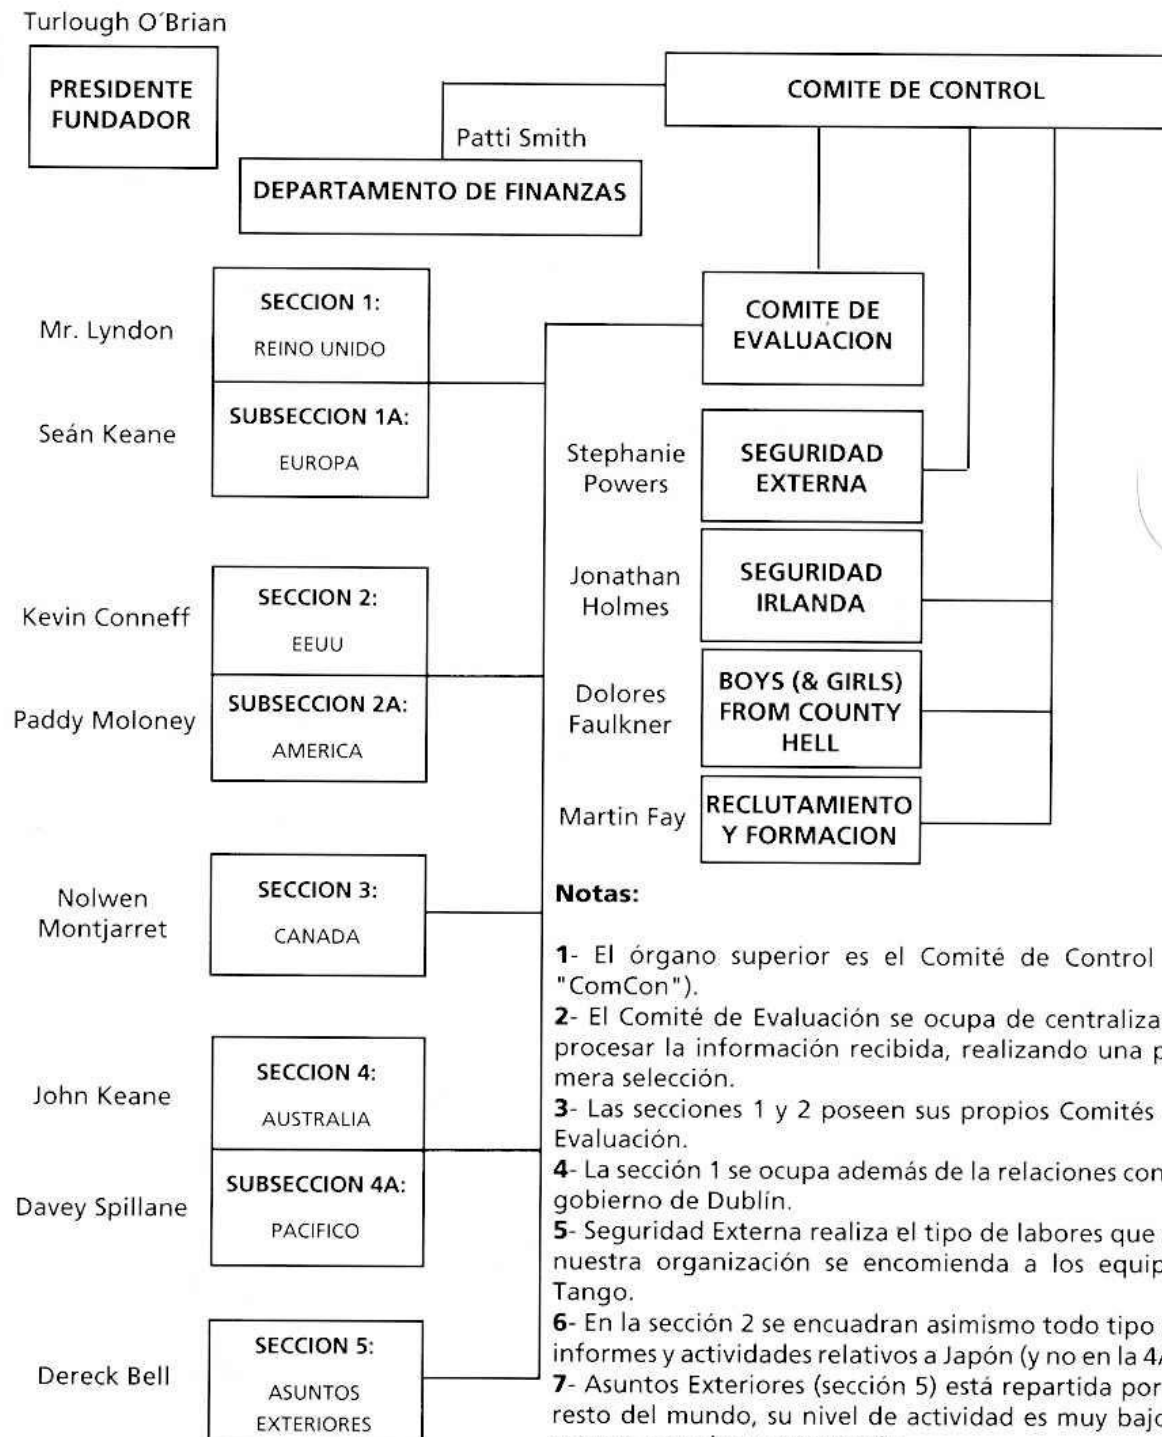 Turlough O´Brian
PRESIDENTE
FUNDADOR
COMITE DE CONTROL
Patti Smith
DEPARTAMENTO DE FINANZAS
Mr. Lyndon
SECCION 1:
REINO UNIDO
Seán Keane
SUBSECCION 1A:
EUROPA
Kevin Conneff
SECCION 2:
EEUU
Paddy Moloney
SUBSECCION 2A:
AMERICA
Nolwen
Montjarret
SECCION 3:
CANADA
John Keane
SECCION 4:
AUSTRALIA
Davey Spillane
SUBSECCION 4A:
PACIFICO
Dereck Bell
SECCION 5:
ASUNTOS
EXTERIORES
COMITE DE
EVALUACION
Stephanie
Powers
SEGURIDAD
EXTERNA
Jonathan
Holmes
SEGURIDAD
IRLANDA
Dolores
Faulkner
BOYS (& GIRLS)
FROM COUNTY
HELL
Martin Fay
RECLUTAMIENTO
Y FORMACION
Notas:
1- El órgano superior es el Comité de Control
"ComCon").
2- El Comité de Evaluación se ocupa de centraliza
procesar la información recibida, realizando una p
mera selección.
3- Las secciones 1 y 2 poseen sus propios Comités
Evaluación.
4- La sección 1 se ocupa además de la relaciones con
gobierno de Dublín.
5- Seguridad Externa realiza el tipo de labores que
nuestra organización se encomienda a los equip
Tango.
6- En la sección 2 se encuadran asimismo todo tipo
informes y actividades relativos a Japón (y no en la 4A
7- Asuntos Exteriores (sección 5) está repartida por
resto del mundo, su nivel de actividad es muy bajo